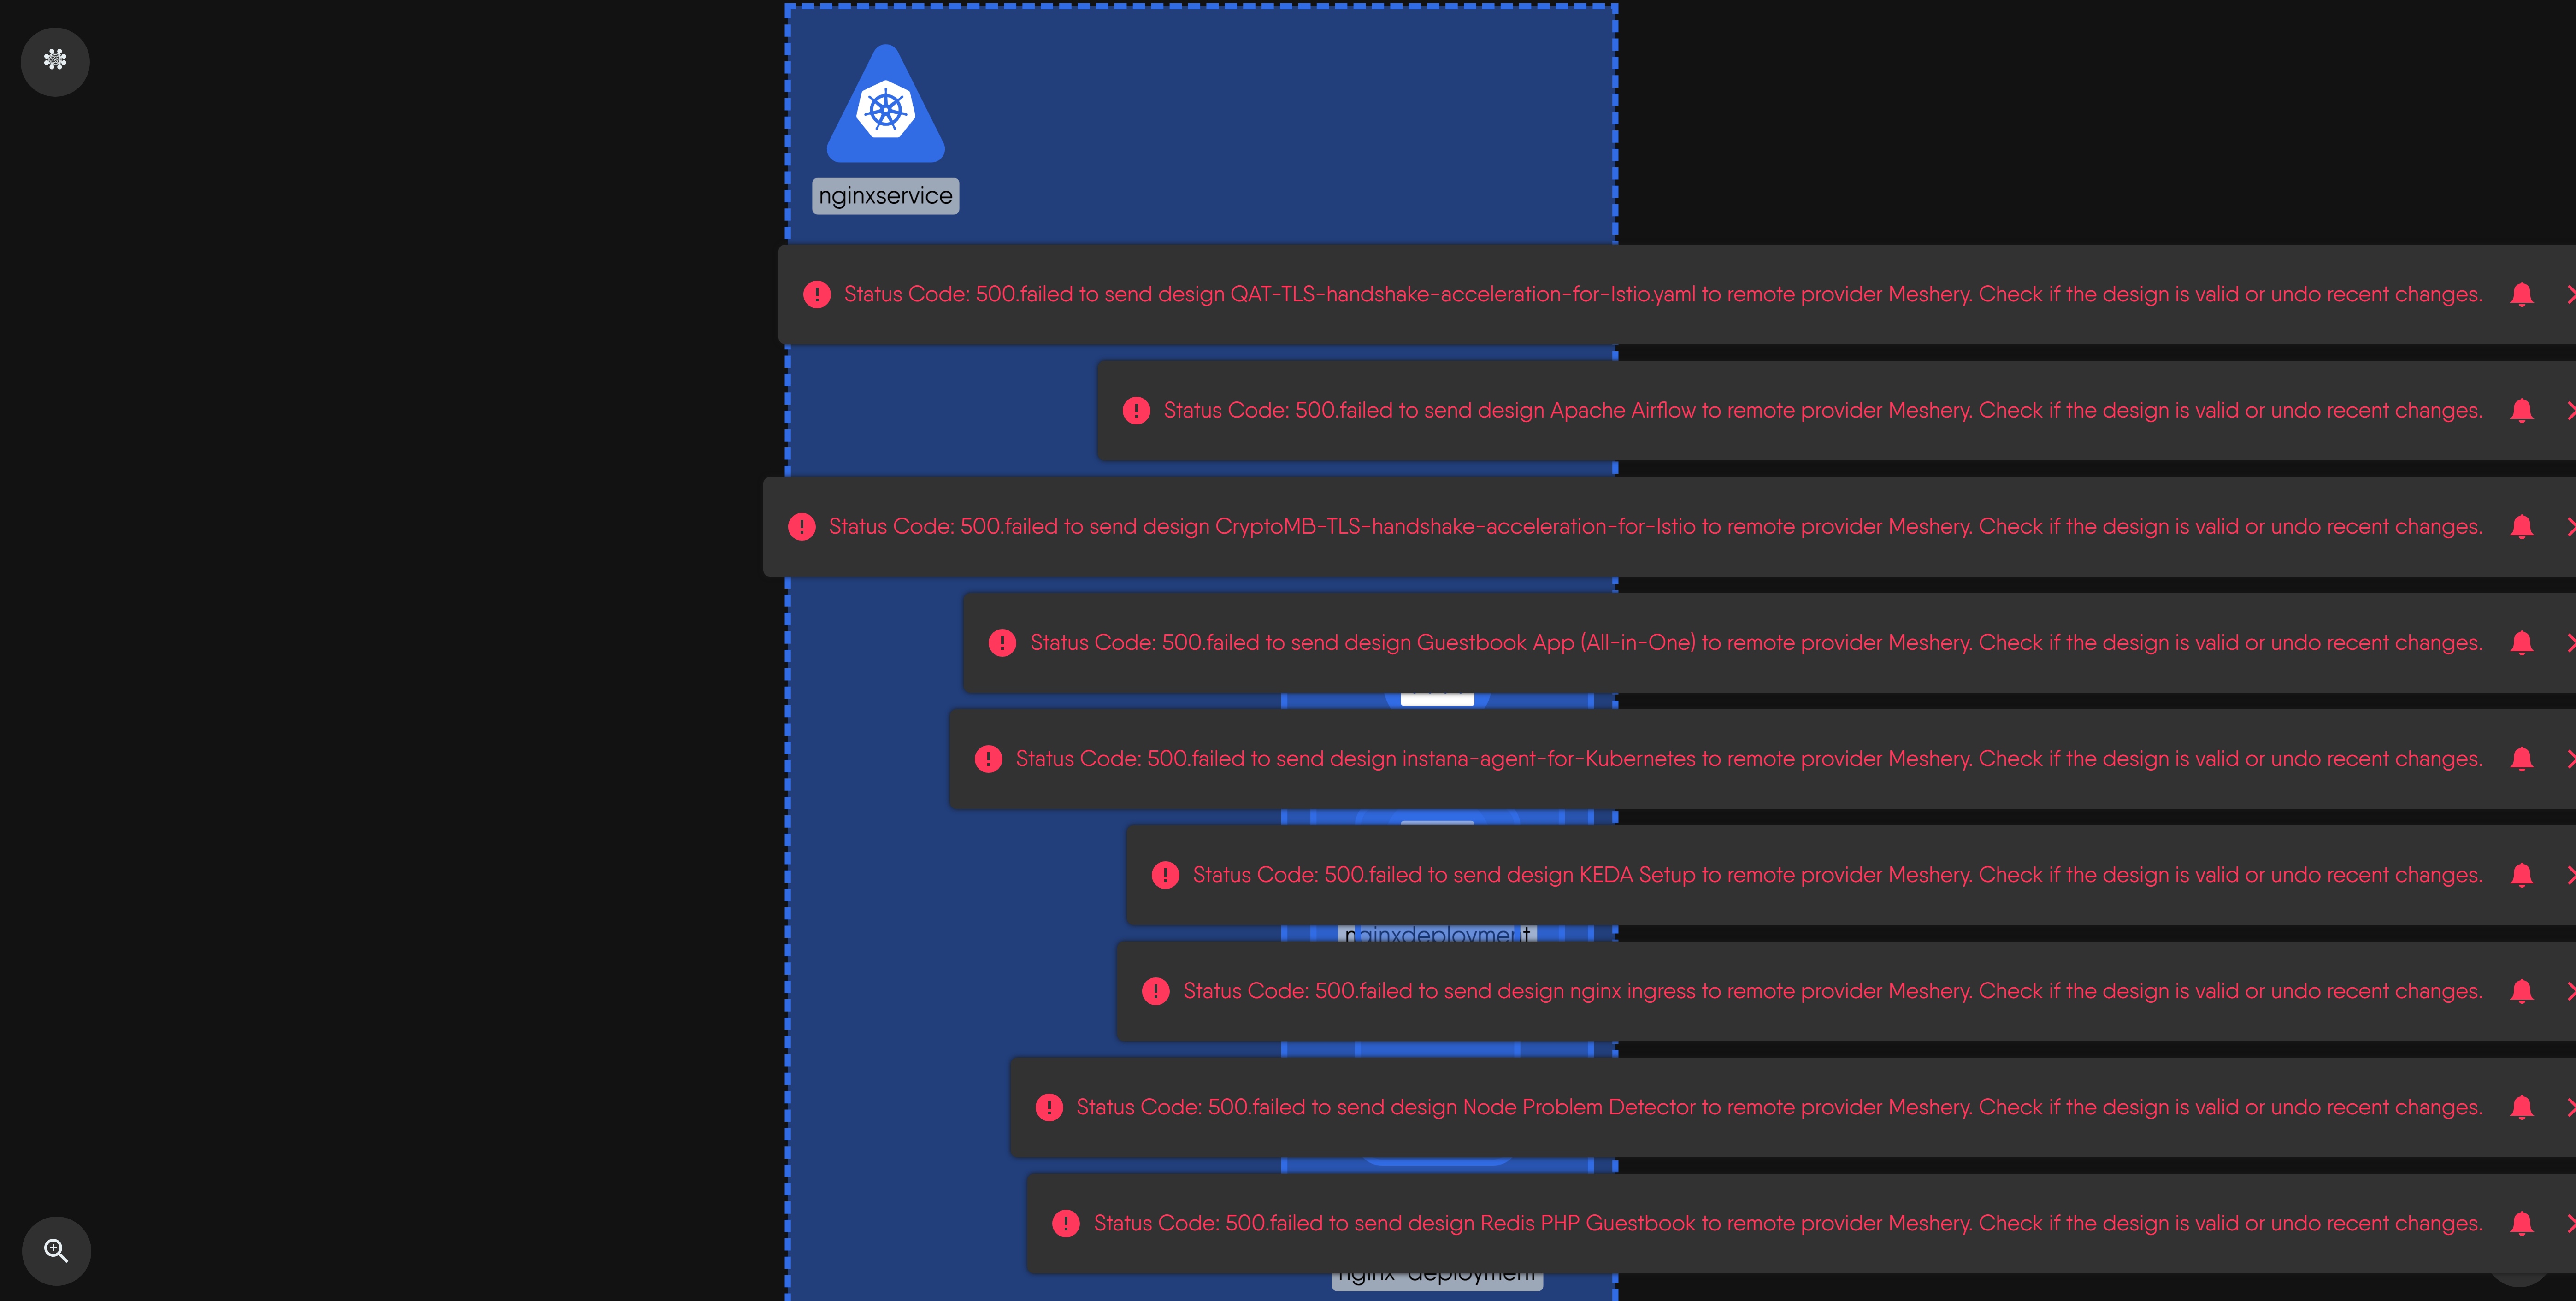 nginxservice
Status Code: 500.failed to send design QAT-TLS-handshake-acceleration-for-Istio.yaml to remote provider Meshery. Check if the design is valid or undo recent changes.
Status Code: 500.failed to send design Apache Airflow to remote provider Meshery. Check if the design is valid or undo recent changes.
Status Code: 500.failed to send design CryptoMB-TLS-handshake-acceleration-for-Istio to remote provider Meshery. Check if the design is valid or undo recent changes.
Status Code: 500.failed to send design Guestbook App (All-in-One) to remote provider Meshery. Check if the design is valid or undo recent changes.
Status Code: 500.failed to send design instana-agent-for-Kubernetes to remote provider Meshery. Check if the design is valid or undo recent changes.
Status Code: 500.failed to send design KEDA Setup to remote provider Meshery. Check if the design is valid or undo recent changes.
nginxdeployment
Status Code: 500.failed to send design nginx ingress to remote provider Meshery. Check if the design is valid or undo recent changes.
Status Code: 500.failed to send design Node Problem Detector to remote provider Meshery. Check if the design is valid or undo recent changes.
Status Code: 500.failed to send design Redis PHP Guestbook to remote provider Meshery. Check if the design is valid or undo recent changes.
nginx-deployment